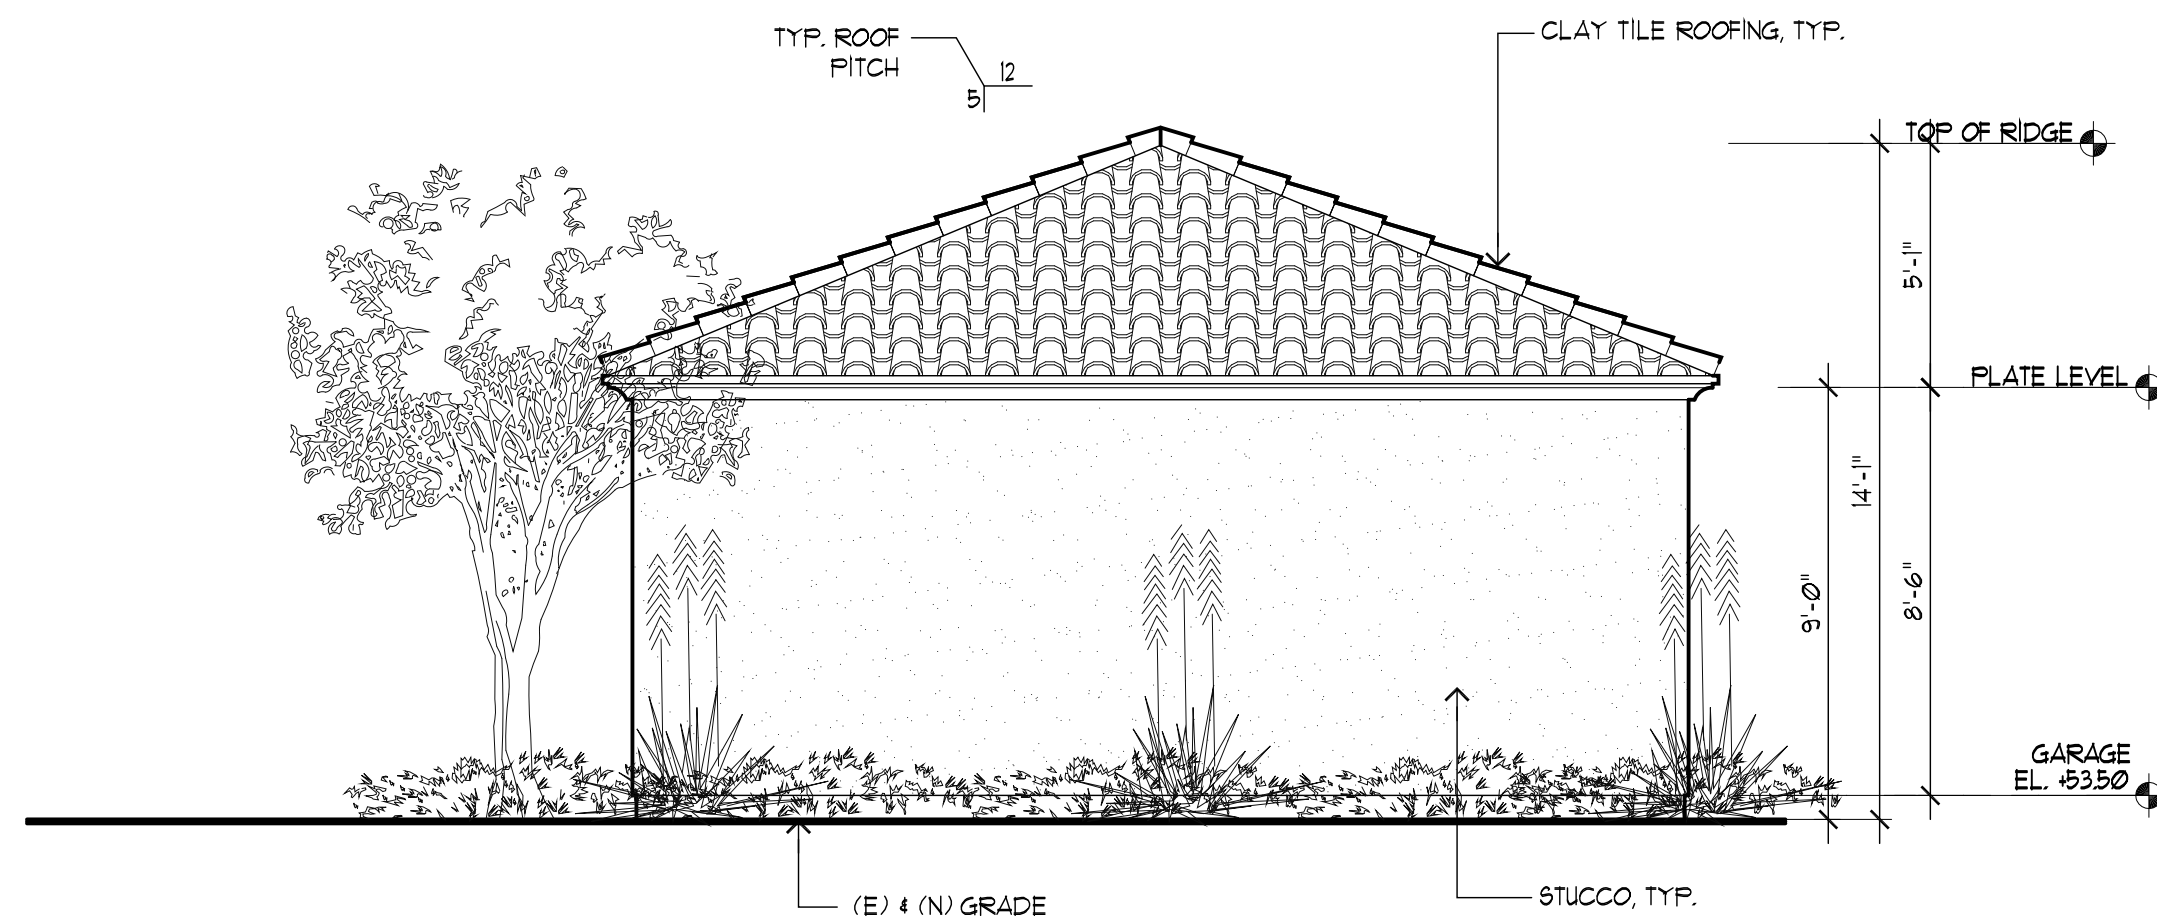 TYP. ROOF
PITCH
12
5
CLAY TILE ROOFING, TYP.
TOP OF RIDGE
5'-1"
PLATE LEVEL
14'-1"
9'-0"
8'-6"
GARAGE
EL. +53.50
(E) & (N) GRADE
STUCCO, TYP.